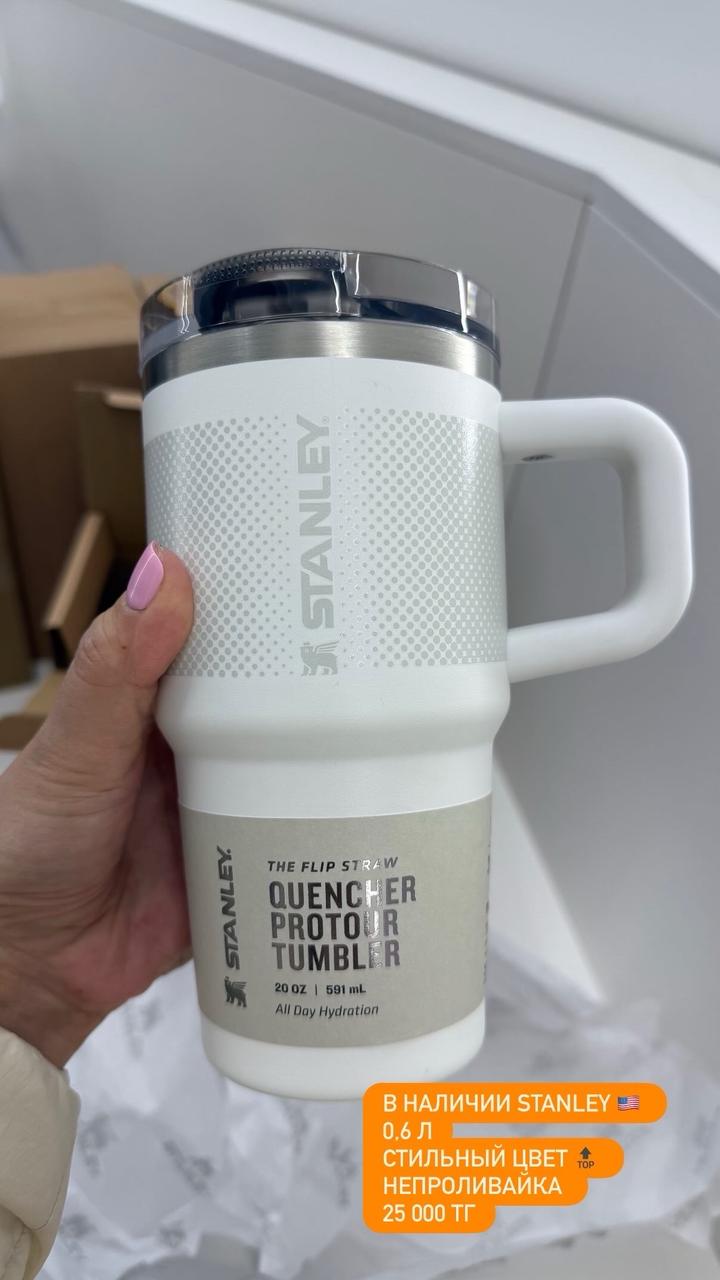 STANLEY®
STANLEY.
THE FLIP STRAW
QUENCHER
PROTOUR
TUMBLER
20 OZ | 591 mL
All Day Hydration
В НАЛИЧИИ STANLEY 🇺🇸
0,6 Л
СТИЛЬНЫЙ ЦВЕТ 🔝
НЕПРОЛИВАЙКА
25 000 ТГ